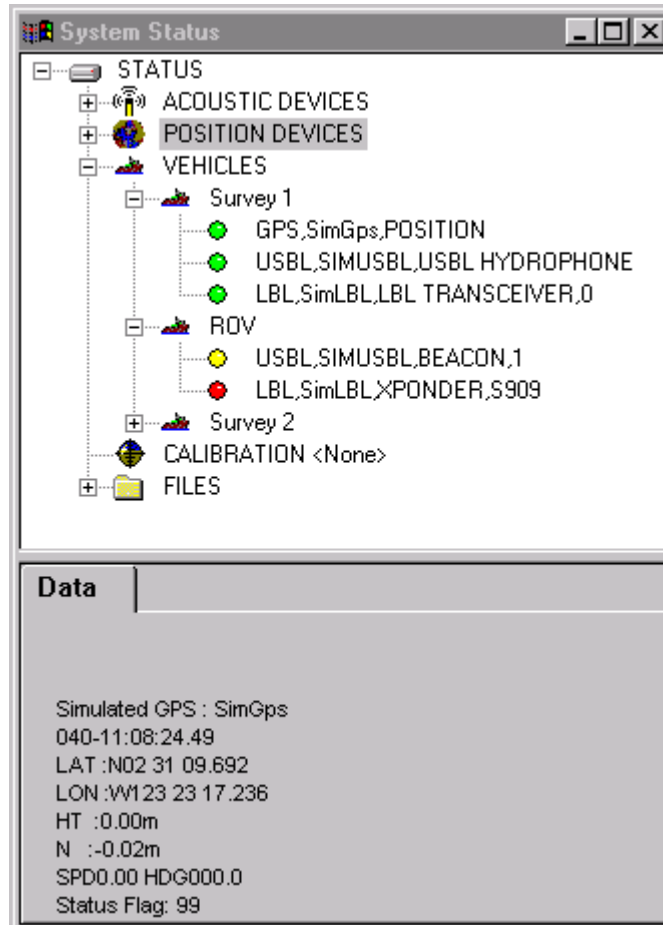 System Status
STATUS
ACOUSTIC DEVICES
POSITION DEVICES
VEHICLES
Survey 1
GPS,SimGps,POSITION
USBL,SIMUSBL,USBL HYDROPHONE
LBL,SimLBL,LBL TRANSCEIVER,0
ROV
USBL,SIMUSBL,BEACON,1
LBL,SimLBL,XPONDER,S909
Survey 2
CALIBRATION <None>
FILES
Data
Simulated GPS : SimGps
040-11:08:24.49
LAT :N02 31 09.692
LON :W123 23 17.236
HT :0.00m
N :-0.02m
SPD0.00 HDG000.0
Status Flag: 99